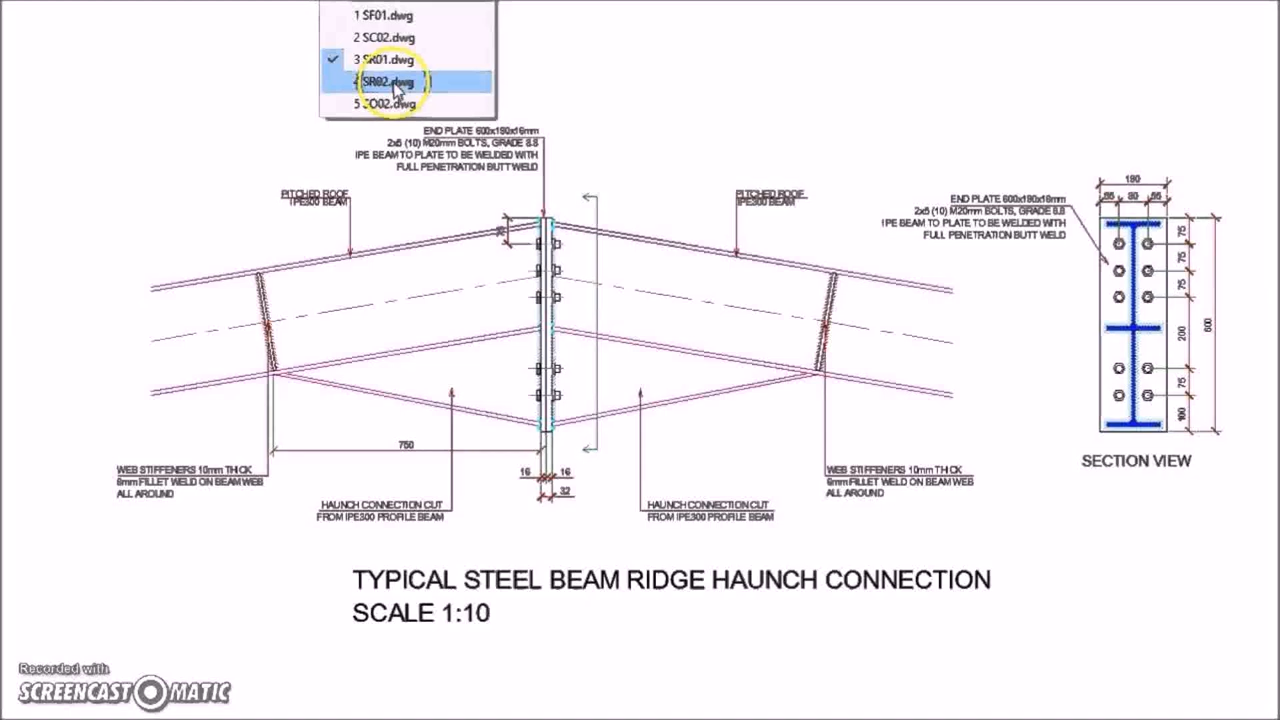 1 SF01.dwg
2 SC02.dwg
3 SR01.dwg
4 SR02.dwg
5 SO02.dwg
END PLATE 600x190x16mm
2x5 (10) M20mm BOLTS, GRADE 8.8
IPE BEAM TO PLATE TO BE WELDED WITH
FULL PENETRATION BUTT WELD
PITCHED ROOF
IPE300 BEAM
PITCHED ROOF
IPE300 BEAM
END PLATE 600x190x16mm
2x5 (10) M20mm BOLTS, GRADE 8.8
IPE BEAM TO PLATE TO BE WELDED WITH
FULL PENETRATION BUTT WELD
190
55 80 55
75
75
75
200
75
100
600
SECTION VIEW
750
16 16
32
WEB STIFFENERS 10mm THICK
6mm FILLET WELD ON BEAM WEB
ALL AROUND
HAUNCH CONNECTION CUT
FROM IPE300 PROFILE BEAM
HAUNCH CONNECTION CUT
FROM IPE300 PROFILE BEAM
WEB STIFFENERS 10mm THICK
6mm FILLET WELD ON BEAM WEB
ALL AROUND
TYPICAL STEEL BEAM RIDGE HAUNCH CONNECTION
SCALE 1:10
Recorded with
SCREENCAST-O-MATIC